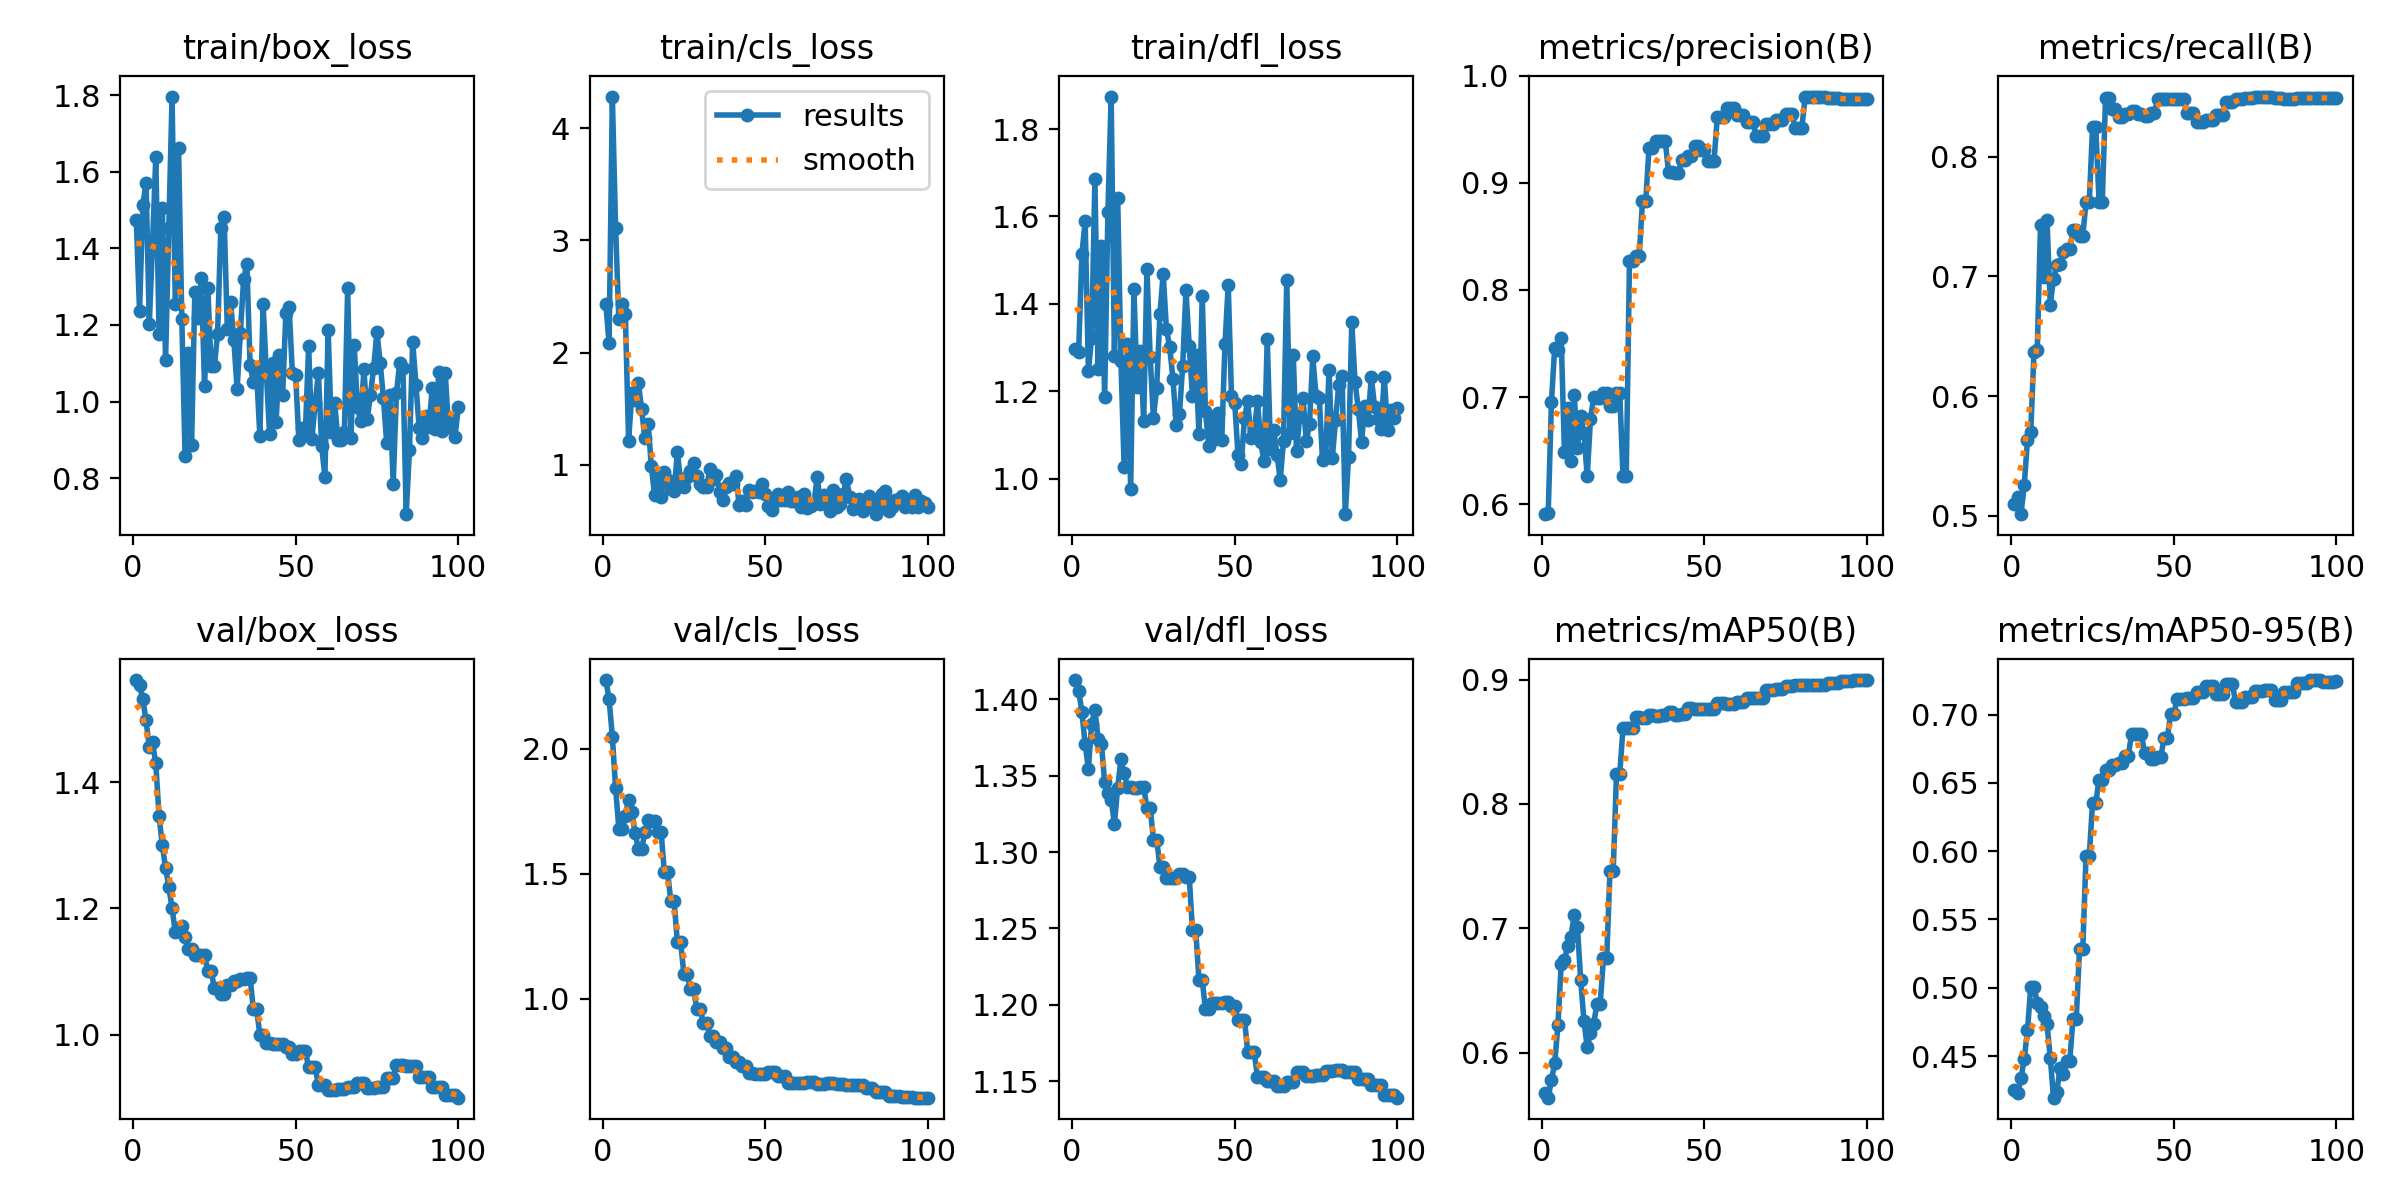 train/box_loss
1.8
1.6
1.4
1.2
1.0
0.8
0 50 100
train/cls_loss
results
smooth
4
3
2
1
0 50 100
train/dfl_loss
1.8
1.6
1.4
1.2
1.0
0 50 100
metrics/precision(B)
1.0
0.9
0.8
0.7
0.6
0 50 100
metrics/recall(B)
0.8
0.7
0.6
0.5
0 50 100
val/box_loss
1.4
1.2
1.0
0 50 100
val/cls_loss
2.0
1.5
1.0
0 50 100
val/dfl_loss
1.40
1.35
1.30
1.25
1.20
1.15
0 50 100
metrics/mAP50(B)
0.9
0.8
0.7
0.6
0 50 100
metrics/mAP50-95(B)
0.70
0.65
0.60
0.55
0.50
0.45
0 50 100